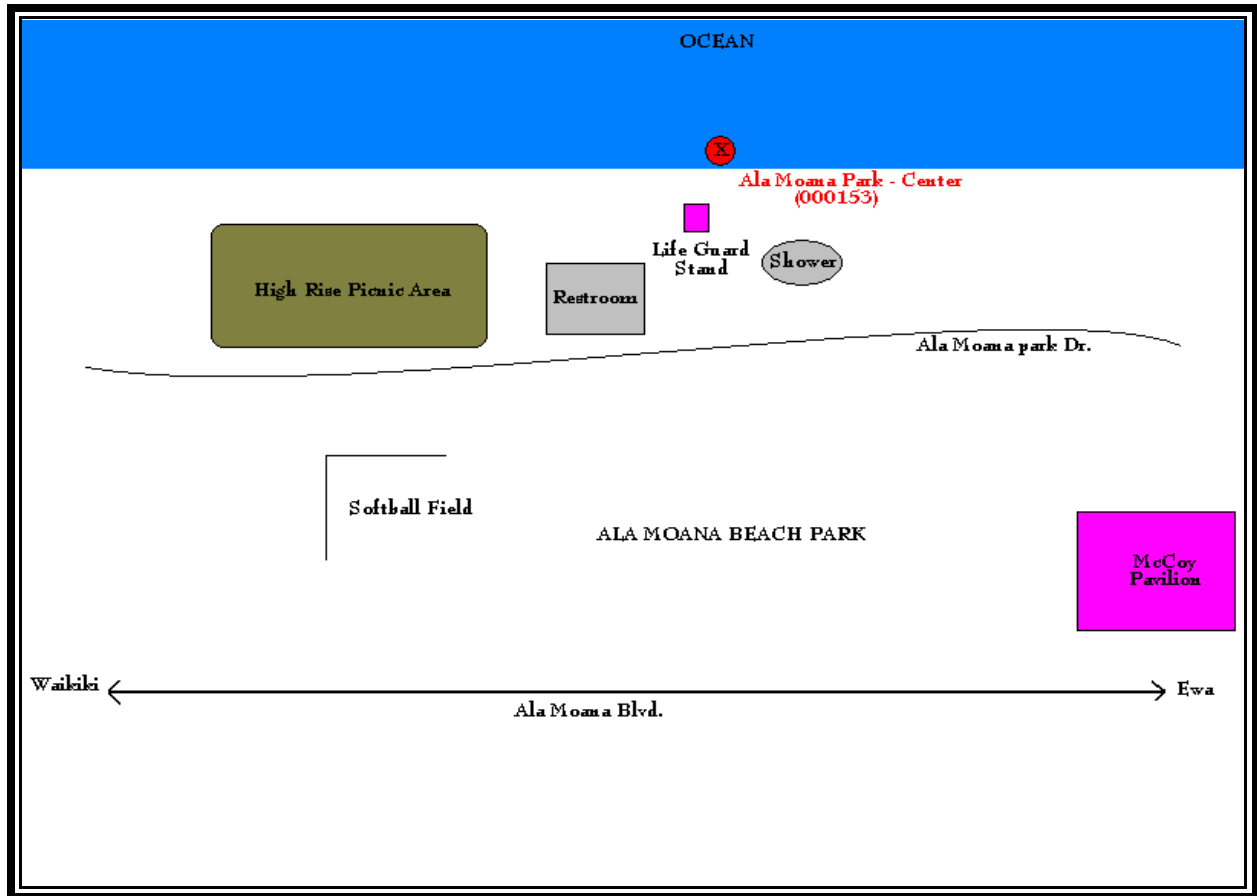 OCEAN
X
Ala Moana Park - Center
(000153)
Life Guard
Stand
Shower
High Rise Picnic Area
Restroom
Ala Moana park Dr.
Softball Field
ALA MOANA BEACH PARK
McCoy
Pavilion
Waikiki
Ewa
Ala Moana Blvd.